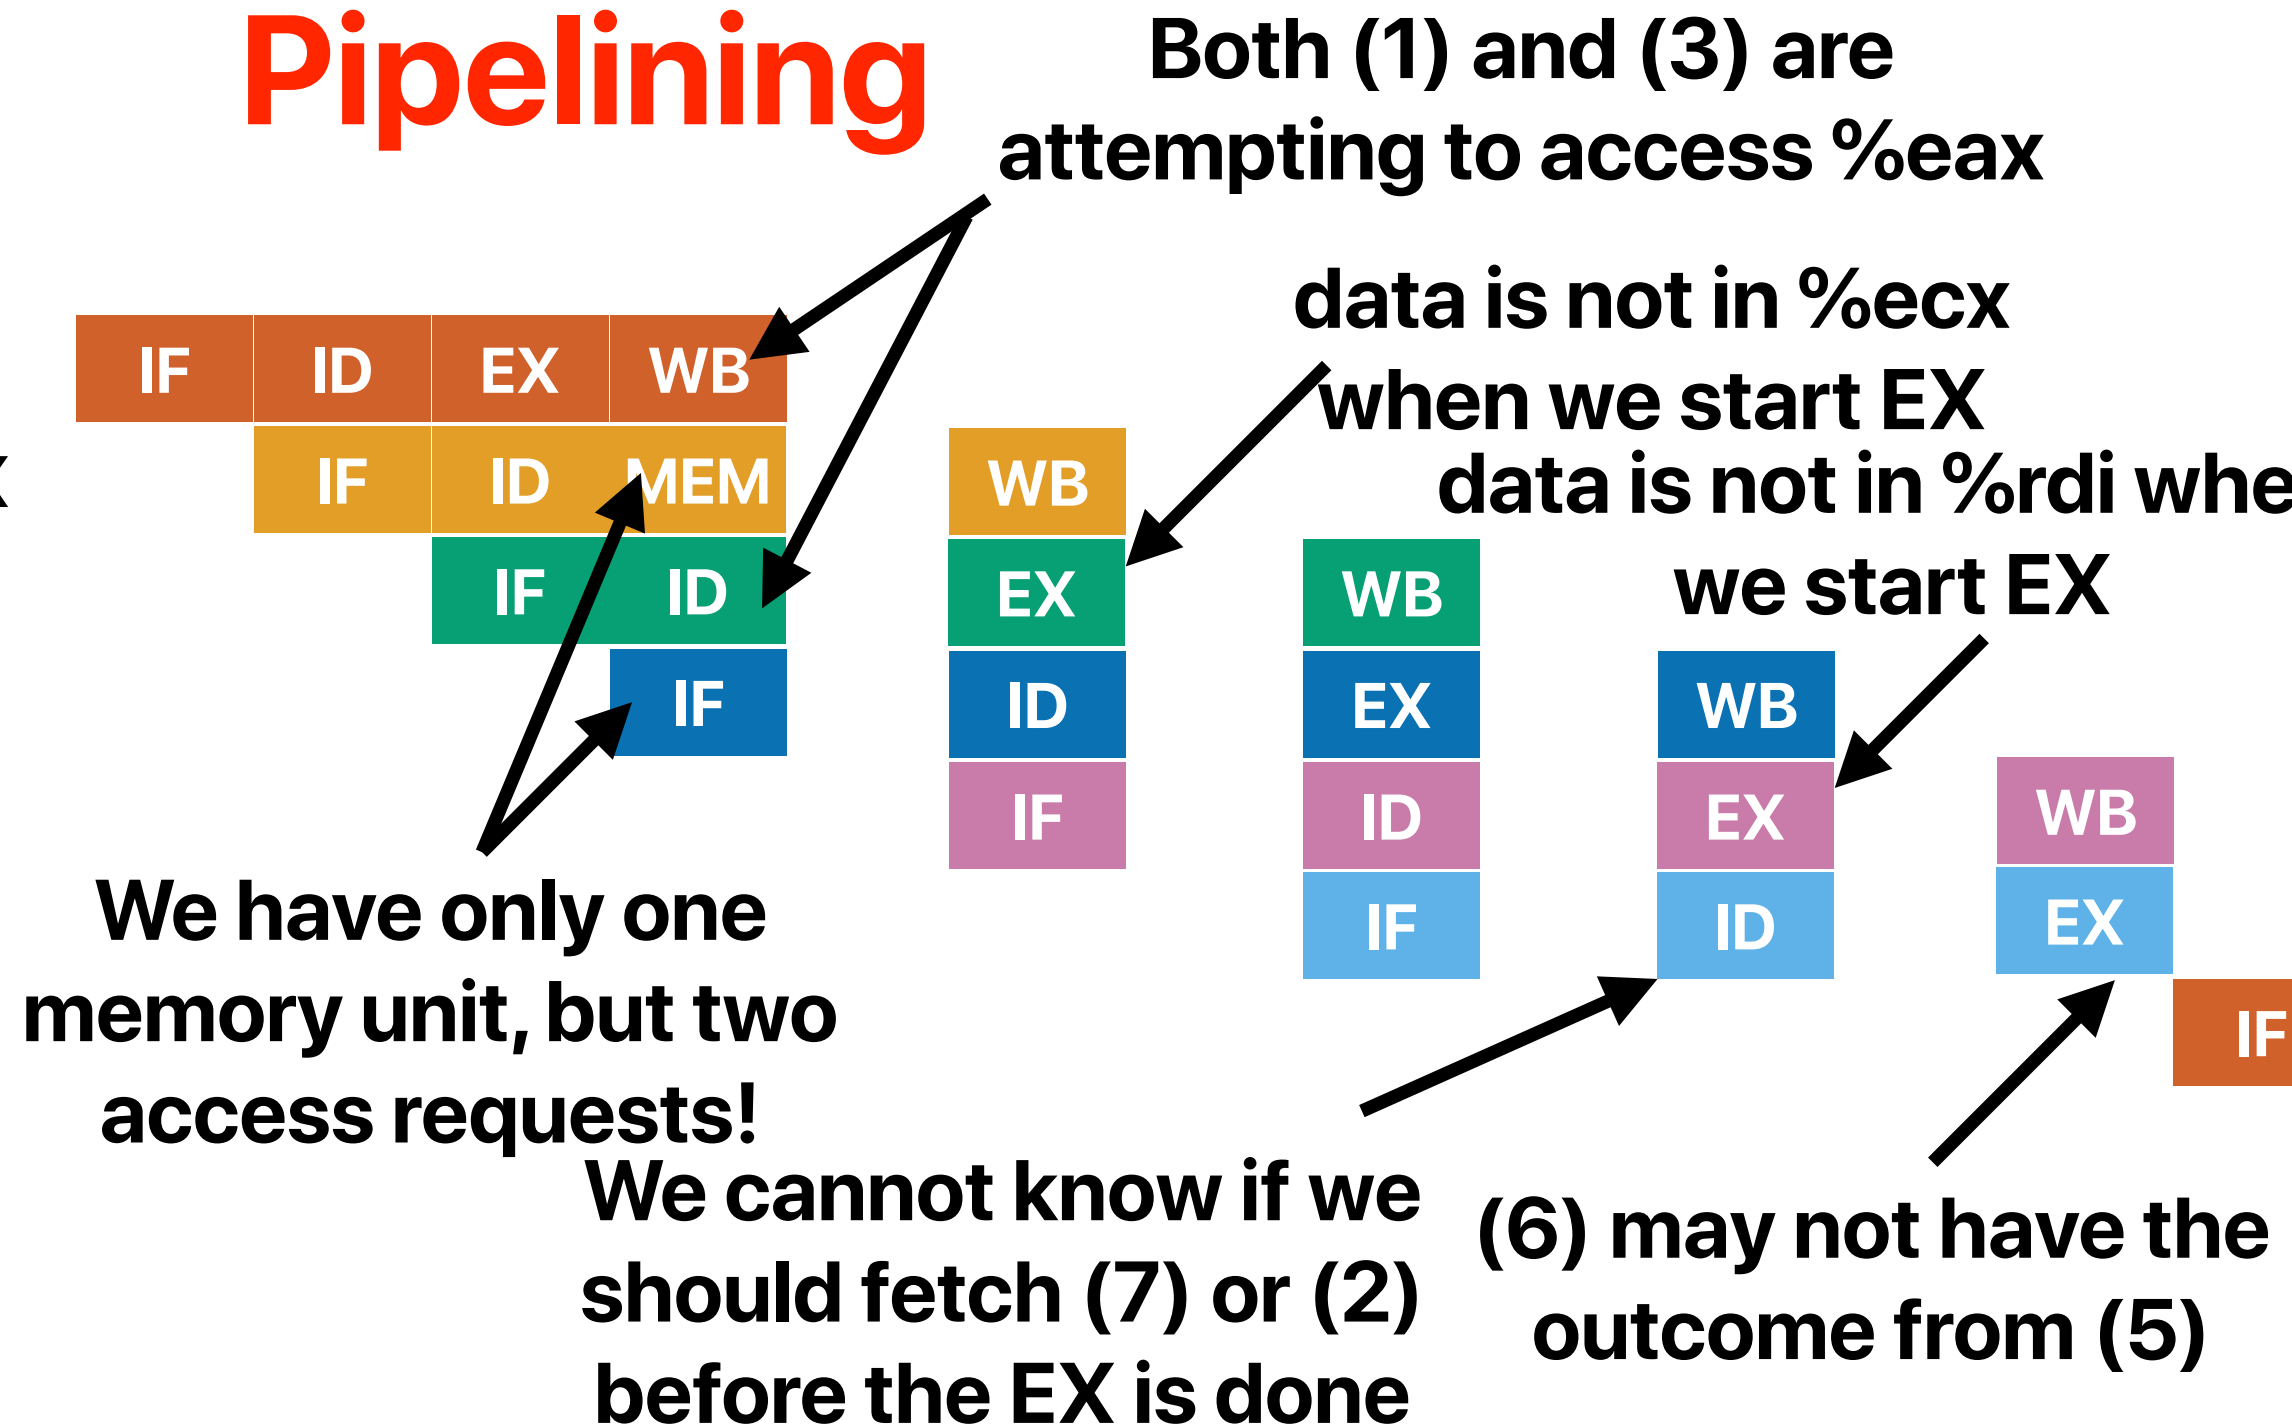 Pipelining
Both (1) and (3) are
attempting to access %eax
data is not in %ecx
when we start EX
data is not in %rdi whe
we start EX
IF ID EX WB
IF ID MEM WB
IF ID EX WB
IF ID EX WB
IF ID EX WB
IF ID EX
IF
We have only one
memory unit, but two
access requests!
We cannot know if we
should fetch (7) or (2)
before the EX is done
(6) may not have the
outcome from (5)